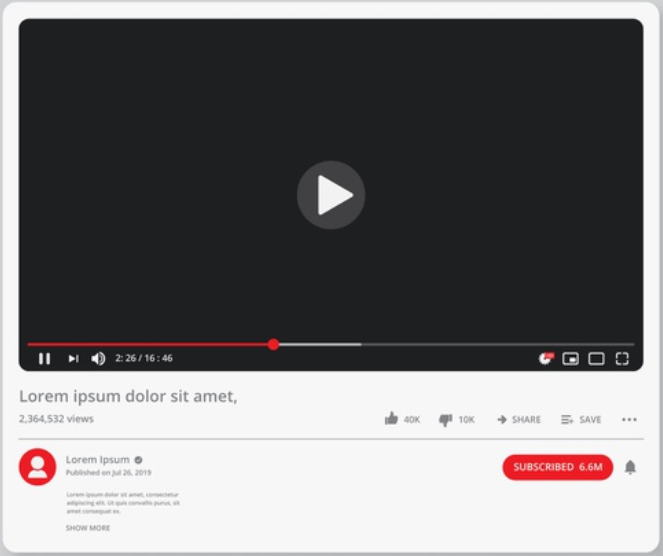 2: 26 / 16 : 46
Lorem ipsum dolor sit amet,
2,364,532 views
40K 10K SHARE SAVE
Lorem Ipsum
Published on Jul 26, 2019
SUBSCRIBED 6.6M
Lorem ipsum dolor sit amet, consectetur
adipiscing elit. Ut quis convallis purus, sit
amet consequat ex.
SHOW MORE